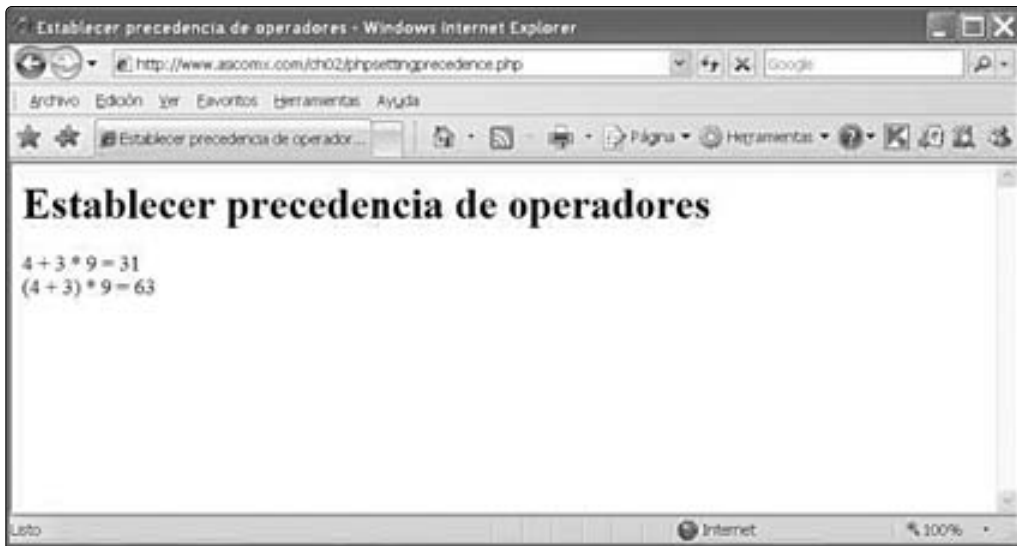 Establecer precedencia de operadores - Windows Internet Explorer
http://www.ascomx.com/ch02/phpsettingprecedence.php Google
Archivo Edición Ver Favoritos Herramientas Ayuda
Establecer precedencia de operador... Página Herramientas
Establecer precedencia de operadores
4 + 3 * 9 = 31
(4 + 3) * 9 = 63
Listo Internet 100%